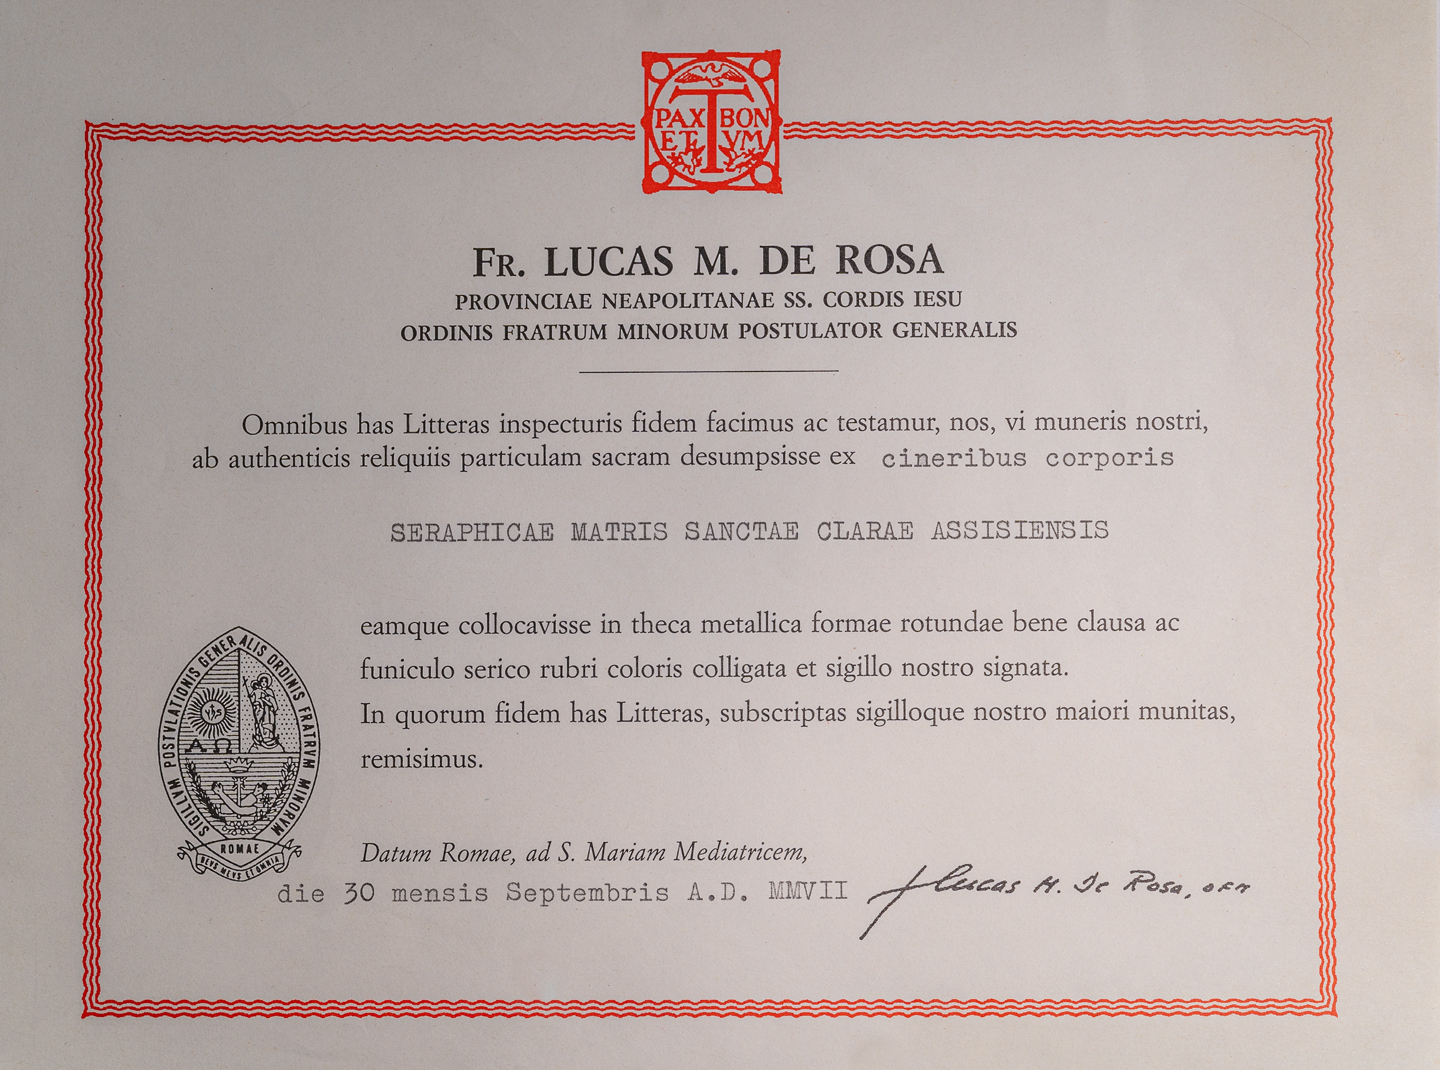 PAX BON
ET VM
T
FR. LUCAS M. DE ROSA
PROVINCIAE NEAPOLITANAE SS. CORDIS IESU
ORDINIS FRATRUM MINORUM POSTULATOR GENERALIS
Omnibus has Litteras inspecturis fidem facimus ac testamur, nos, vi muneris nostri,
ab authenticis reliquiis particulam sacram desumpsisse ex cineribus corporis
SERAPHICAE MATRIS SANCTAE CLARAE ASSISIENSIS
eamque collocavisse in theca metallica formae rotundae bene clausa ac
funiculo serico rubri coloris colligata et sigillo nostro signata.
In quorum fidem has Litteras, subscriptas sigilloque nostro maiori munitas,
remisimus.
SIGILLVM POSTVLATIONIS GENERALIS ORDINIS FRATRVM MINORVM
YHS
A Ω
ROMAE
DEVS MEVS ET OMNIA
Datum Romae, ad S. Mariam Mediatricem,
die 30 mensis Septembris A.D. MMVII
f Lucas M. De Rosa, OFM